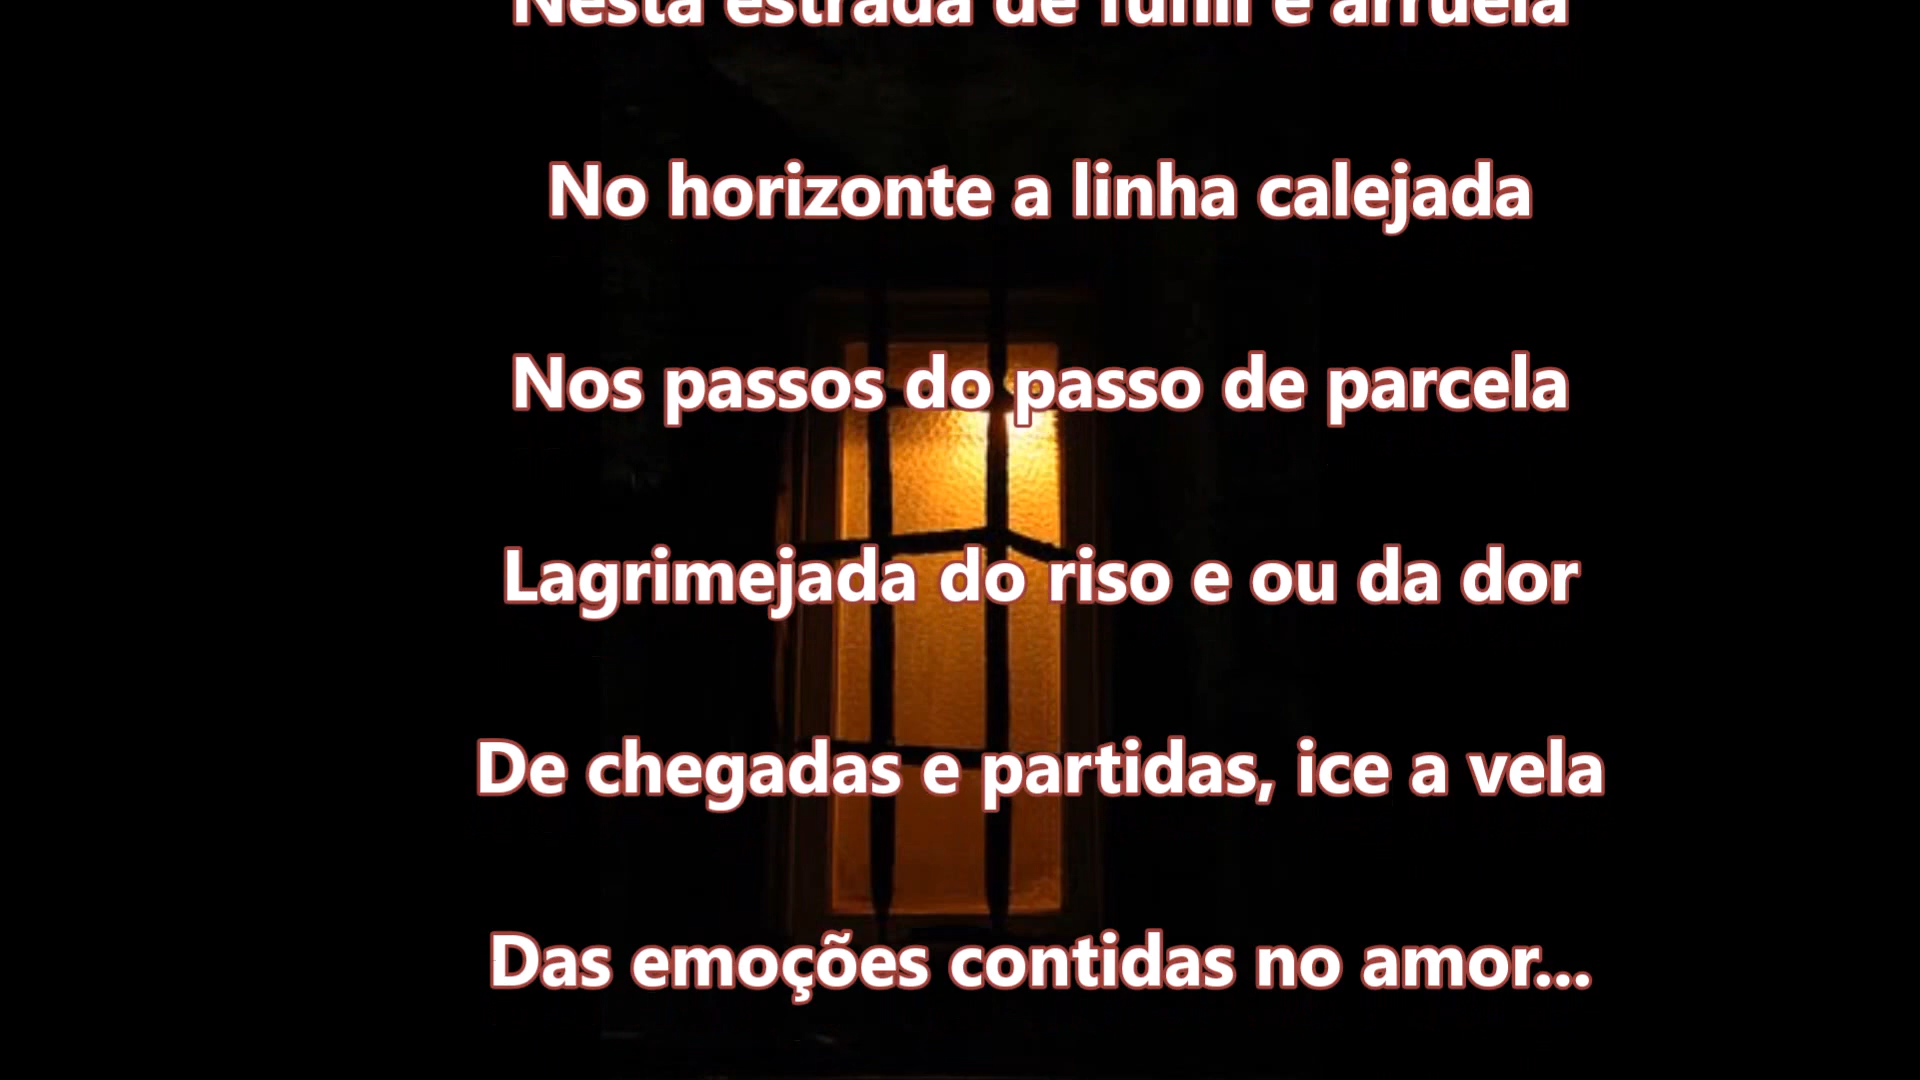 Nesta estrada de funil e arruela
No horizonte a linha calejada
Nos passos do passo de parcela
Lagrimejada do riso e ou da dor
De chegadas e partidas, ice a vela
Das emoções contidas no amor...